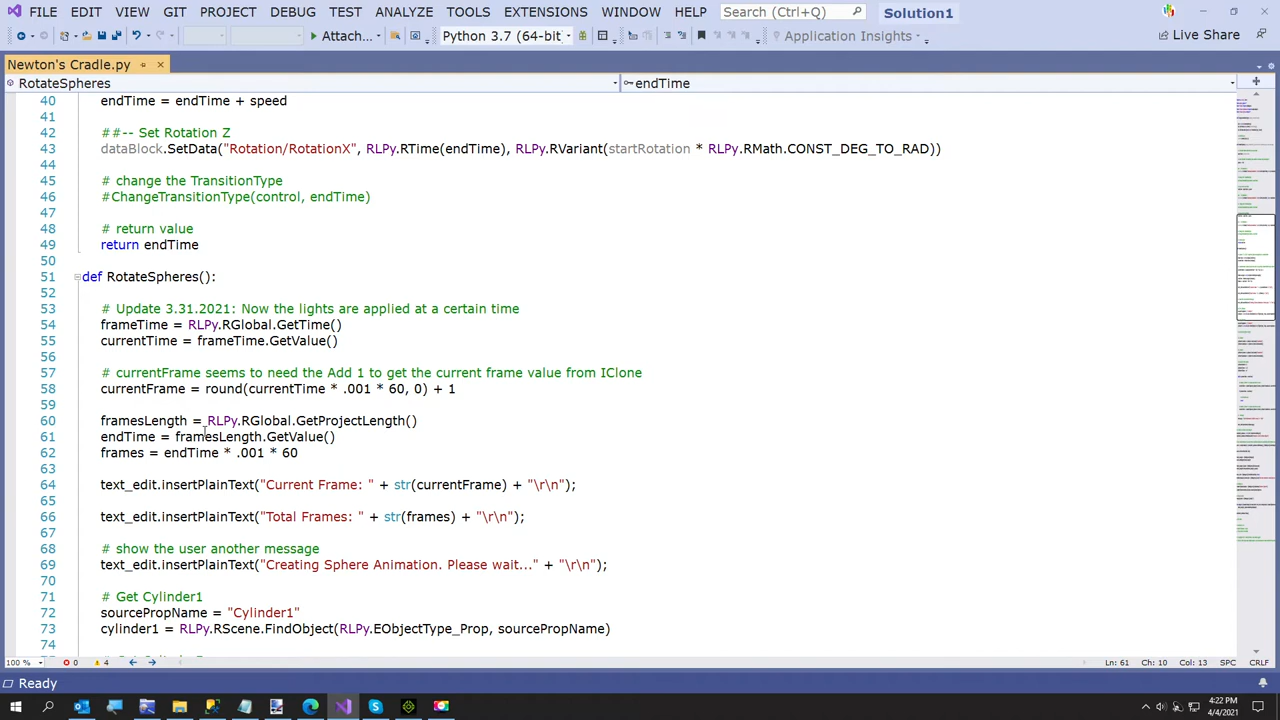 FILE EDIT VIEW GIT PROJECT DEBUG TEST ANALYZE TOOLS EXTENSIONS WINDOW HELP Search (Ctrl+Q) Solution1
Attach... Python 3.7 (64-bit Application Insights Live Share
Newton's Cradle.py
RotateSpheres endTime
40 endTime = endTime + speed
41
42 ##-- Set Rotation Z
43 dataBlock.SetData("Rotation/RotationX", RLPy.RTime(endTime), RLPy.RVariant(startRotation * RLPy.RMath.CONST_DEG_TO_RAD))
44
45 # Change the TransitionType
46 #ChangeTransitionType(control, endTime)
47
48 # return value
49 return endTime
50
51 def RotateSpheres():
52
53 # Update 3.31.2021: Now the lights are called at a certain time
54 timeTime = RLPy.RGlobal.GetTime()
55 currentTime = frameTime.GetValue()
56
57 # currentFrame seems to need the Add 1 to get the current frame value from IClone
58 currentFrame = round(currentTime * .001 * 60, 0) + 1
59
60 framesLength = RLPy.RGlobal.GetProjectLength()
61 endTime = framesLength.GetValue()
62 frames = endTime * .001 * 60
63
64 text_edit.insertPlainText("Current Frame: " + str(currentFrame) + "\r\n");
65
66 text_edit.insertPlainText("Total Frames: " + str(frames) + "\r\n");
67
68 # show the user another message
69 text_edit.insertPlainText("Creating Sphere Animation. Please wait..." + "\r\n");
70
71 # Get Cylinder1
72 sourcePropName = "Cylinder1"
73 cylinder1 = RLPy.RScene.FindObject(RLPy.EObjectType_Prop, sourcePropName)
74
100 % 0 4 Ln: 61 Ch: 10 Col: 13 SPC CRLF
Ready
4:22 PM
4/4/2021